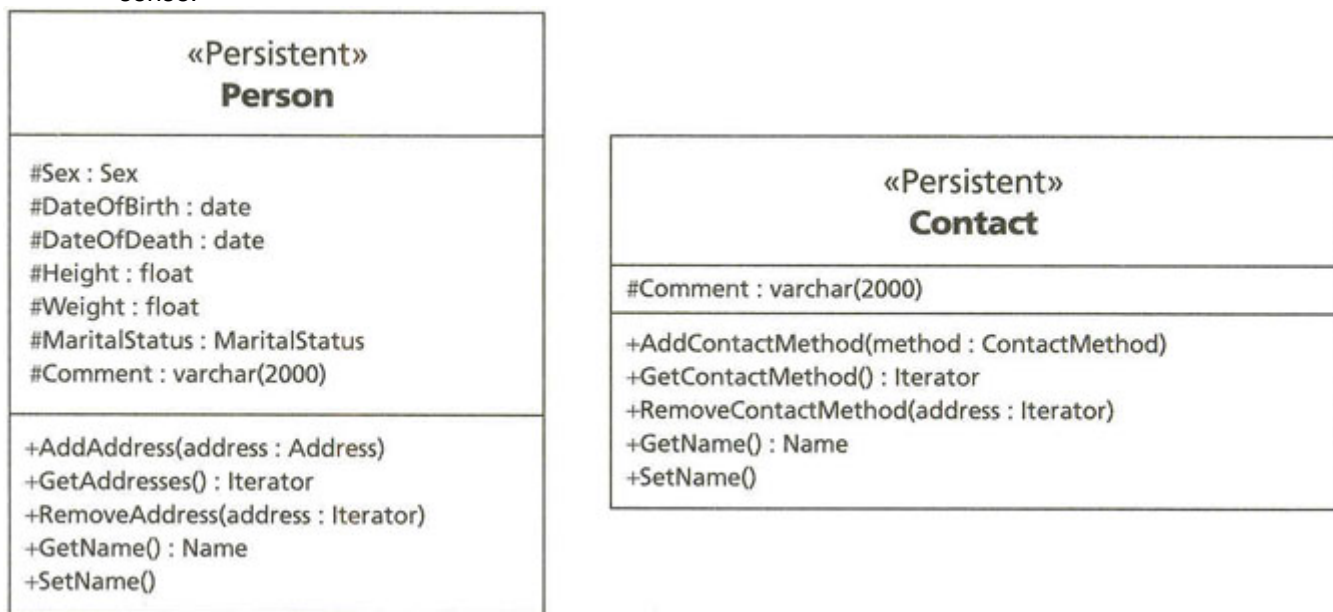 «Persistent»
Person
#Sex : Sex
#DateOfBirth : date
#DateOfDeath : date
#Height : float
#Weight : float
#MaritalStatus : MaritalStatus
#Comment : varchar(2000)
+AddAddress(address : Address)
+GetAddresses() : Iterator
+RemoveAddress(address : Iterator)
+GetName() : Name
+SetName()
«Persistent»
Contact
#Comment : varchar(2000)
+AddContactMethod(method : ContactMethod)
+GetContactMethod() : Iterator
+RemoveContactMethod(address : Iterator)
+GetName() : Name
+SetName()